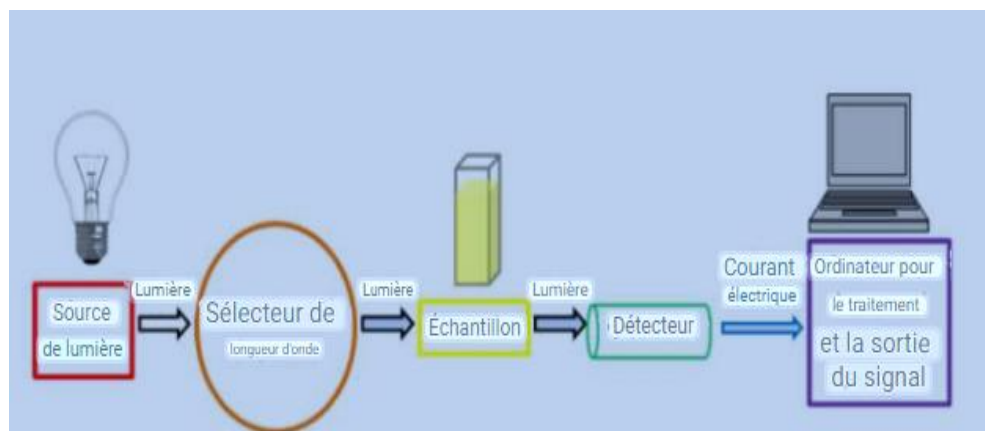 Source
de lumière
Lumière
Sélecteur de
longueur d'onde
Lumière
Échantillon
Lumière
Détecteur
Courant
électrique
Ordinateur pour
le traitement
et la sortie
du signal